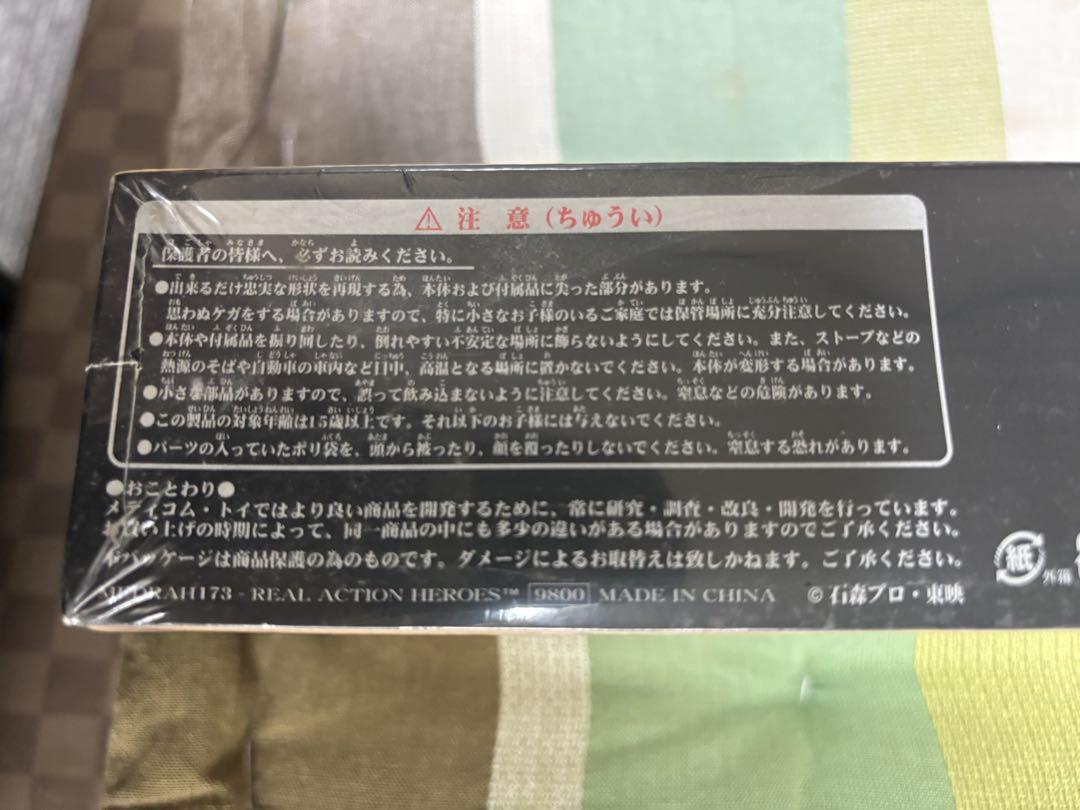 ⚠ 注 意(ちゅうい)
保護者の皆様へ、必ずお読みください。
●出来るだけ忠実な形状を再現する為、本体および付属品に尖った部分があります。
思わぬケガをする場合がありますので、特に小さなお子様のいるご家庭では保管場所に充分注意してください。
●本体や付属品を振り回したり、倒れやすい不安定な場所に飾らないようにしてください。また、ストーブなどの
熱源のそばや自動車の車内など日中、高温となる場所に置かないでください。本体が変形する場合があります。
●小さな部品がありますので、誤って飲み込まないように注意してください。窒息などの危険があります。
●この製品の対象年齢は15歳以上です。それ以下のお子様には与えないでください。
●パーツの入っていたポリ袋を、頭から被ったり、顔を覆ったりしないでください。窒息する恐れがあります。
●おことわり●
メディコム・トイではより良い商品を開発するために、常に研究・調査・改良・開発を行っています。
お買い上げの時期によって、同一商品の中にも多少の違いがある場合がありますのでご了承ください。
本パッケージは商品保護の為のものです。ダメージによるお取替えは致しかねます。ご了承ください。
MEDRAH173 - REAL ACTION HEROES™ 9800 MADE IN CHINA ©石森プロ・東映
紙 外箱